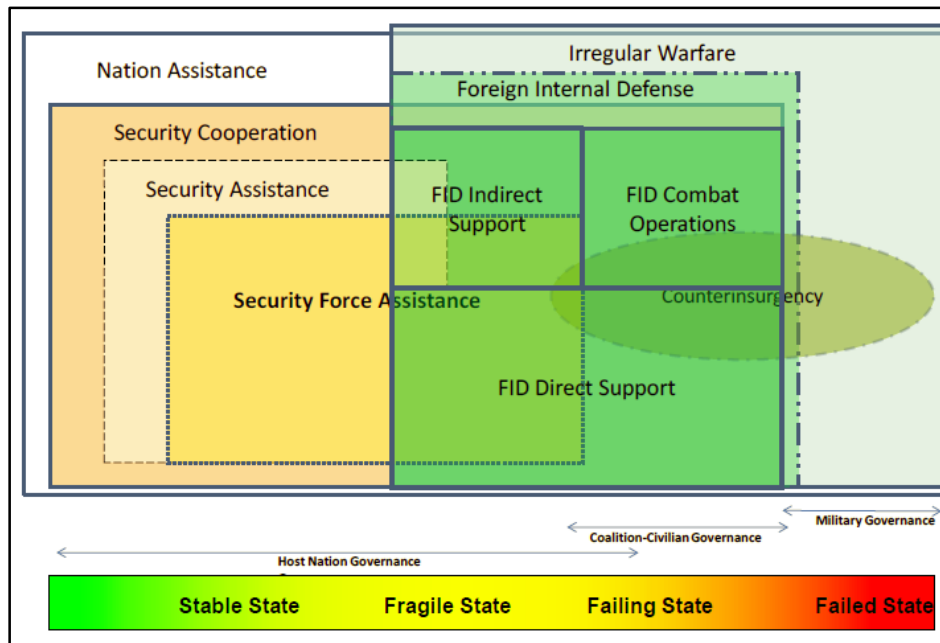 Irregular Warfare
Nation Assistance
Foreign Internal Defense
Security Cooperation
Security Assistance
FID Indirect
Support
FID Combat
Operations
Security Force Assistance
Counterinsurgency
FID Direct Support
Military Governance
Coalition-Civilian Governance
Host Nation Governance
Stable State
Fragile State
Failing State
Failed State